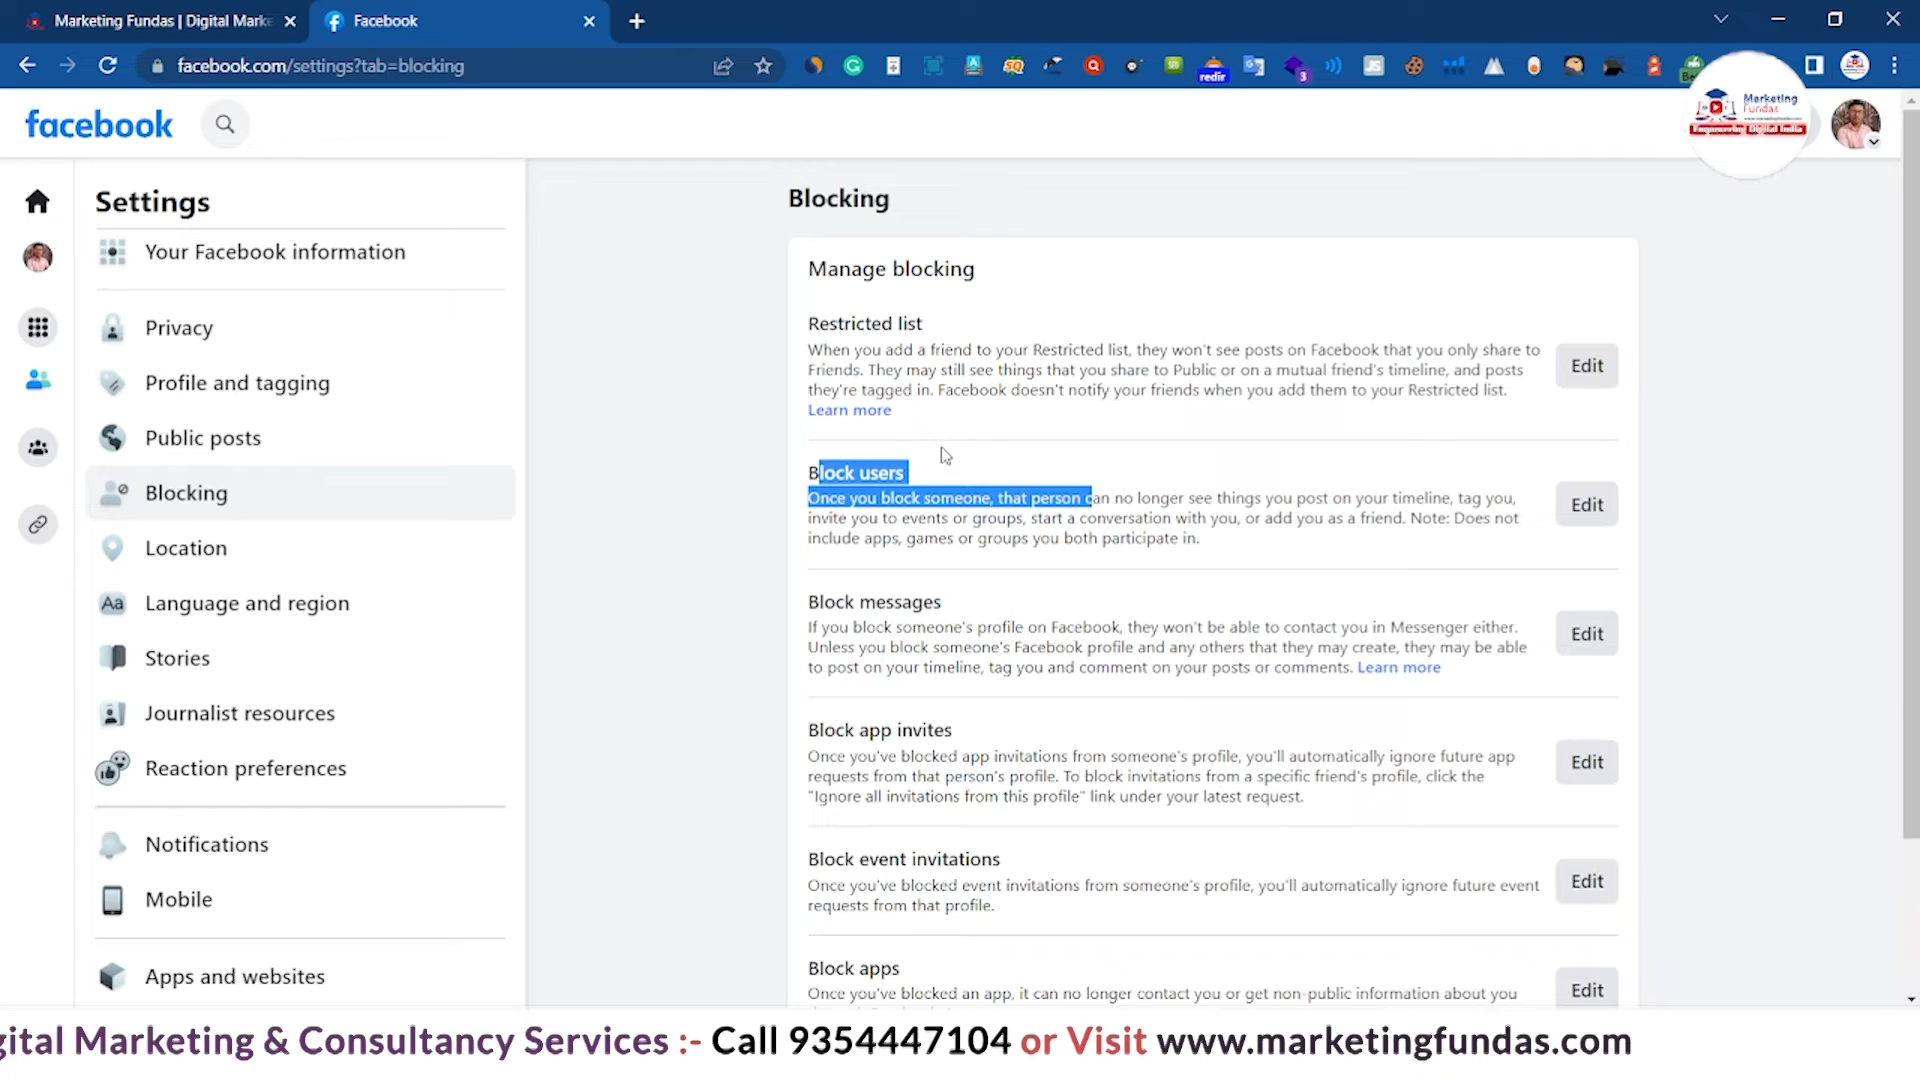 Marketing Fundas | Digital Marke
Facebook
facebook.com/settings?tab=blocking
redir
3
JS
facebook
Marketing
Fundas
Empowering Digital India
Settings
Your Facebook information
Privacy
Profile and tagging
Public posts
Blocking
Location
Aa Language and region
Stories
Journalist resources
Reaction preferences
Notifications
Mobile
Apps and websites
Blocking
Manage blocking
Restricted list
When you add a friend to your Restricted list, they won't see posts on Facebook that you only share to
Friends. They may still see things that you share to Public or on a mutual friend's timeline, and posts
they're tagged in. Facebook doesn't notify your friends when you add them to your Restricted list.
Learn more
Edit
Block users
Once you block someone, that person can no longer see things you post on your timeline, tag you,
invite you to events or groups, start a conversation with you, or add you as a friend. Note: Does not
include apps, games or groups you both participate in.
Edit
Block messages
If you block someone's profile on Facebook, they won't be able to contact you in Messenger either.
Unless you block someone's Facebook profile and any others that they may create, they may be able
to post on your timeline, tag you and comment on your posts or comments. Learn more
Edit
Block app invites
Once you've blocked app invitations from someone's profile, you'll automatically ignore future app
requests from that person's profile. To block invitations from a specific friend's profile, click the
"Ignore all invitations from this profile" link under your latest request.
Edit
Block event invitations
Once you've blocked event invitations from someone's profile, you'll automatically ignore future event
requests from that profile.
Edit
Block apps
Once you've blocked an app, it can no longer contact you or get non-public information about you
Edit
gital Marketing & Consultancy Services :- Call 9354447104 or Visit www.marketingfundas.com